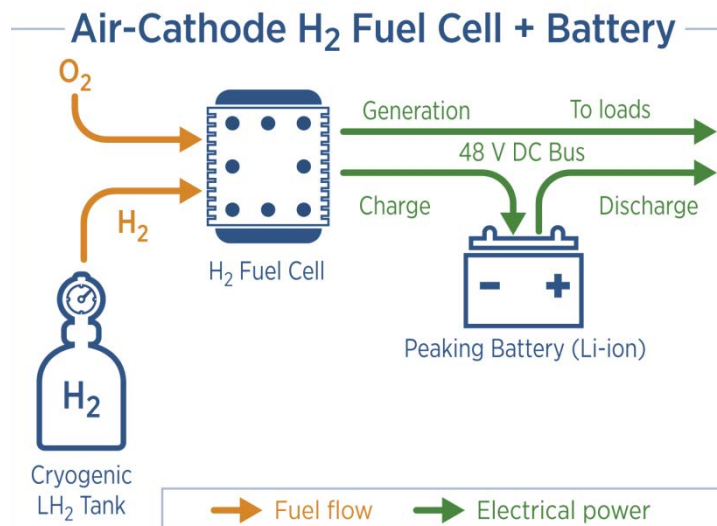 Air-Cathode H₂ Fuel Cell + Battery
O₂
Generation
To loads
48 V DC Bus
H₂
Charge
Discharge
H₂ Fuel Cell
− +
Peaking Battery (Li-ion)
H₂
Cryogenic
LH₂ Tank
Fuel flow
Electrical power